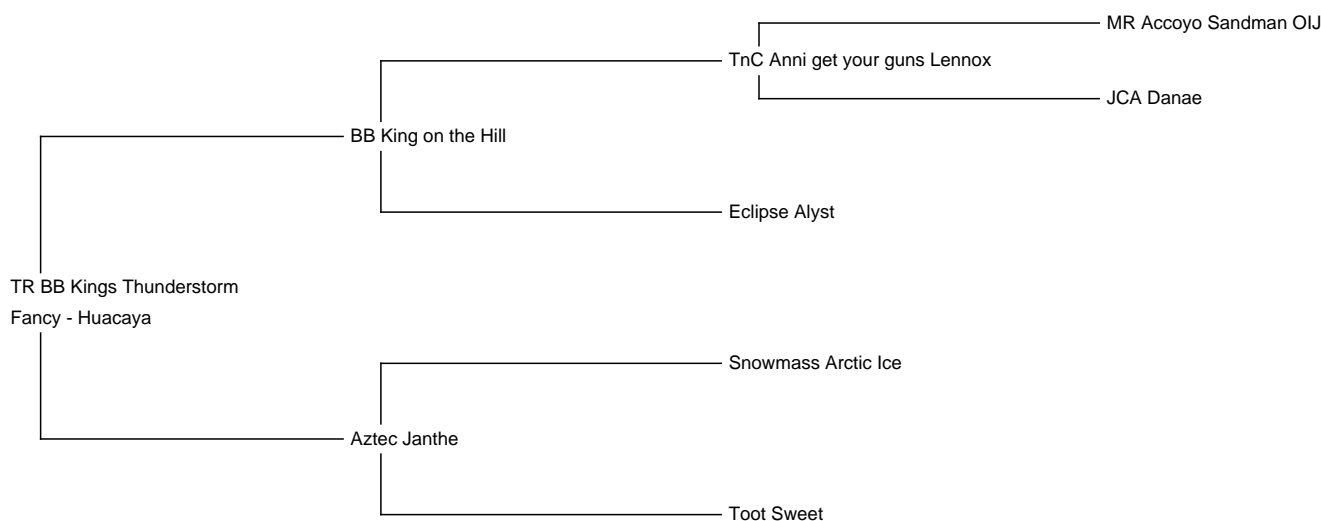 MR Accoyo Sandman OIJ
TnC Anni get your guns Lennox
JCA Danae
BB King on the Hill
Eclipse Alyst
TR BB Kings Thunderstorm
Fancy - Huacaya
Snowmass Arctic Ice
Aztec Janthe
Toot Sweet